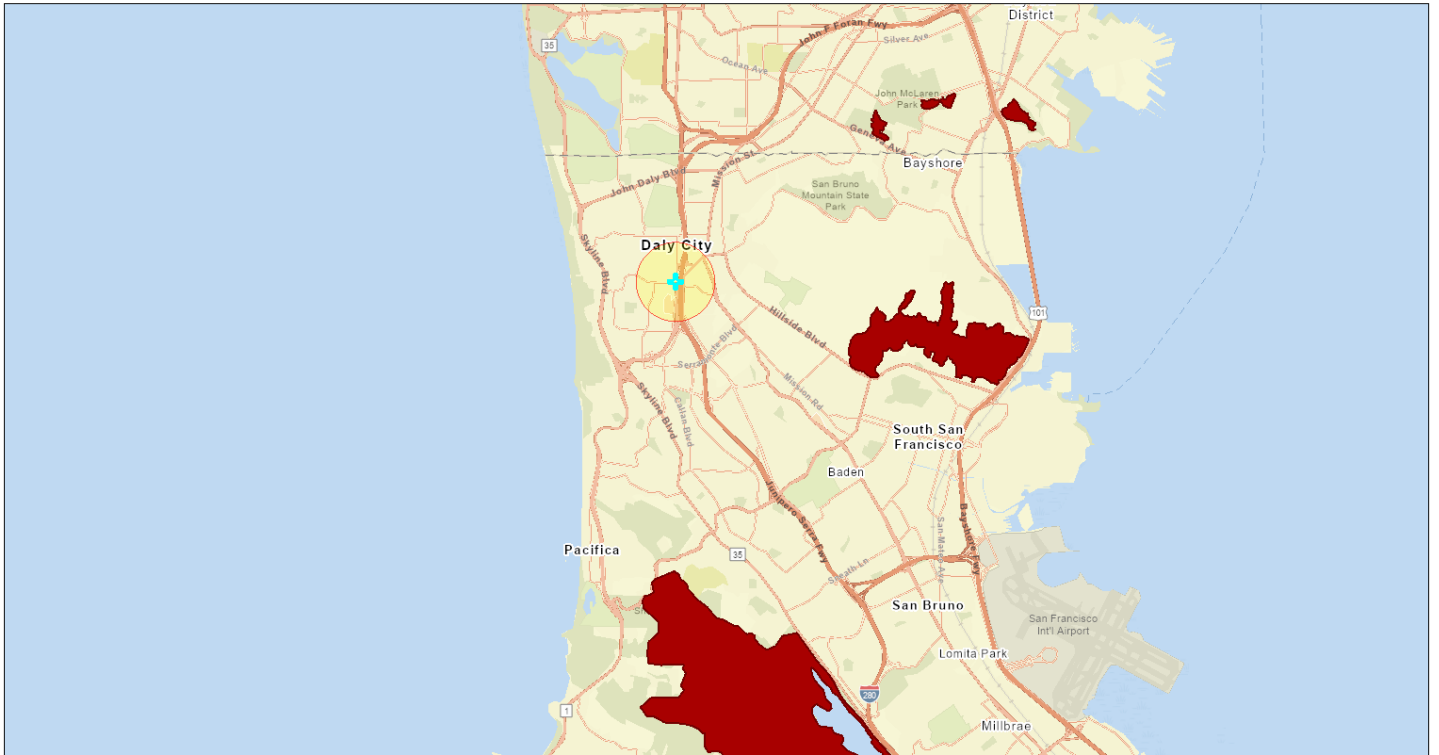 District
John F Foran Fwy
35
Silver Ave
Ocean Ave
John McLaren
Park
Geneva Ave
Bayshore
Mission St
John Daly Blvd
San Bruno
Mountain State
Park
Daly City
Skyline Blvd
101
Hillside Blvd
Serramonte Blvd
Mission Rd
Skyline Blvd
Callan Blvd
South San
Francisco
Baden
Junipero Serra Fwy
Bayshore Fwy
San Mateo Ave
Pacifica
35
Sneath Ln
San Bruno
San Francisco
Int'l Airport
Lomita Park
280
1
Millbrae